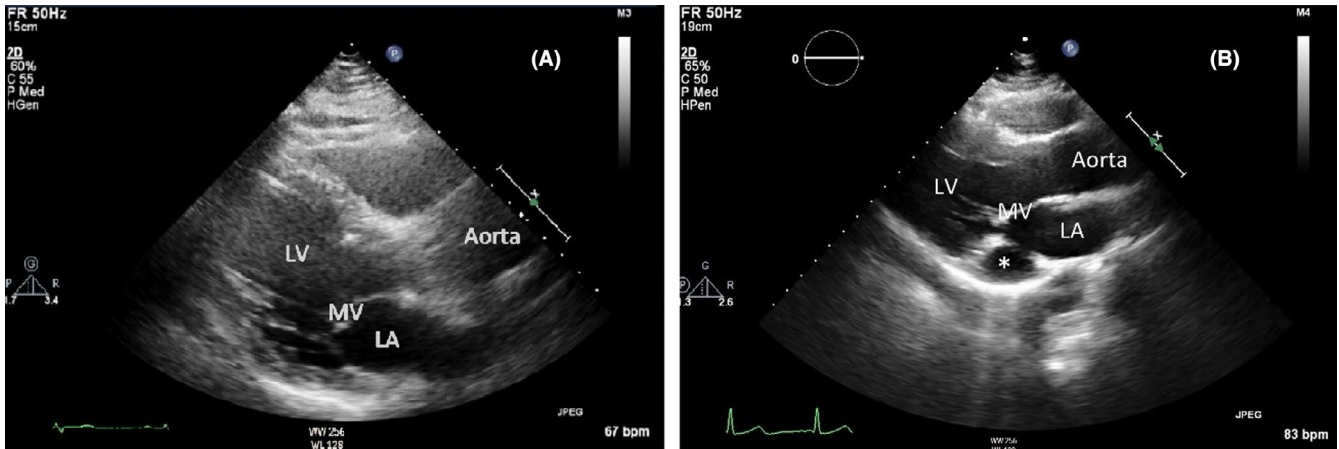 FR 50Hz
15cm
M3
2D
60%
C 55
P Med
HGen
P
(A)
LV
Aorta
MV
LA
G
P R
1.7 3.4
JPEG
WW 256
WL 128
67 bpm
FR 50Hz
19cm
M4
2D
65%
C 50
P Med
HPen
0
P
(B)
Aorta
LV
MV
LA
*
G
P R
1.3 2.6
JPEG
WW 256
WL 128
83 bpm